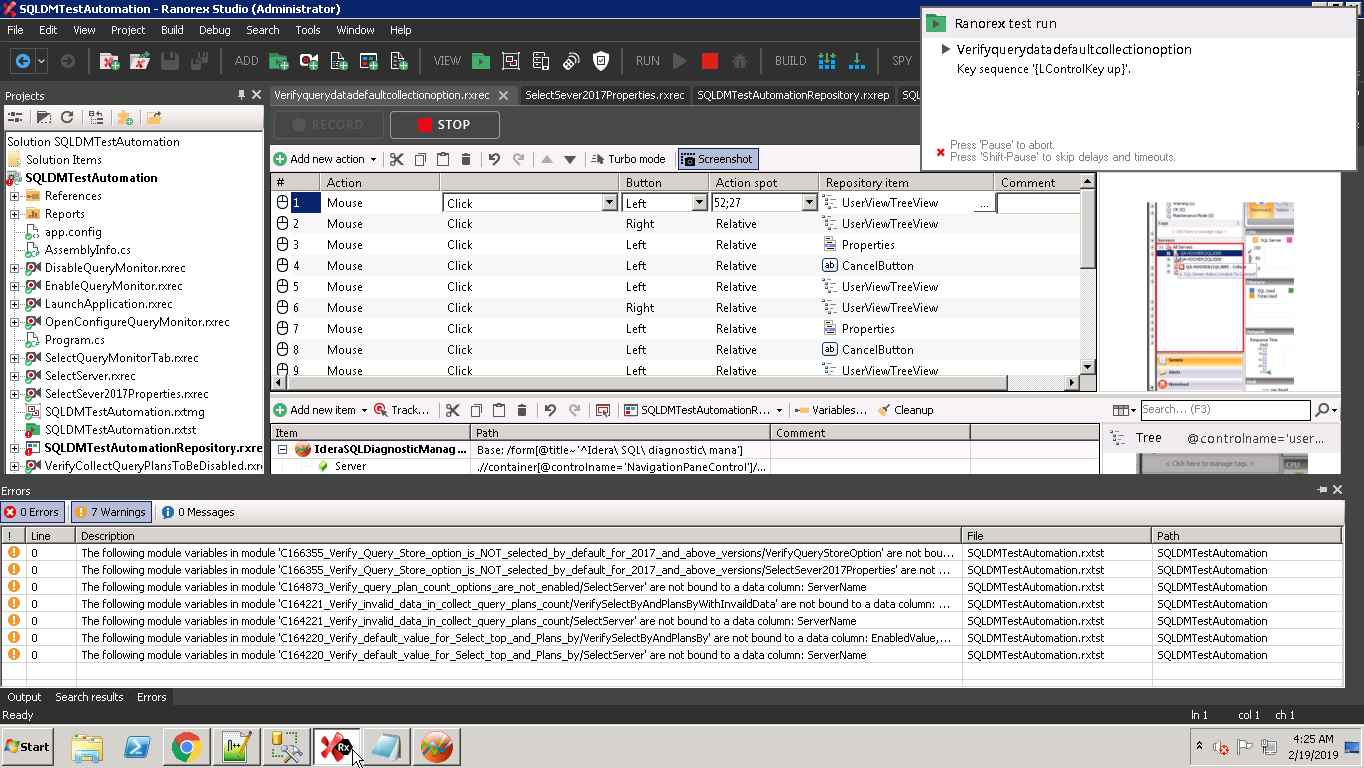 SQLDMTestAutomation - Ranorex Studio (Administrator)
File Edit View Project Build Debug Search Tools Window Help
ADD VIEW RUN BUILD SPY
Ranorex test run
Verifyquerydatadefaultcollectionoption
Key sequence '{LControlKey up}'.
Press 'Pause' to abort.
Press 'Shift-Pause' to skip delays and timeouts.
Projects
Solution SQLDMTestAutomation
Solution Items
SQLDMTestAutomation
References
Reports
app.config
AssemblyInfo.cs
DisableQueryMonitor.rxrec
EnableQueryMonitor.rxrec
LaunchApplication.rxrec
OpenConfigureQueryMonitor.rxrec
Program.cs
SelectQueryMonitorTab.rxrec
SelectServer.rxrec
SelectSever2017Properties.rxrec
SQLDMTestAutomation.rxtmg
SQLDMTestAutomation.rxtst
SQLDMTestAutomationRepository.rxre
VerifyCollectQueryPlansToBeDisabled.rxre
Verifyquerydatadefaultcollectionoption.rxrec SelectSever2017Properties.rxrec SQLDMTestAutomationRepository.rxrep SQL
RECORD STOP
Add new action Turbo mode Screenshot
# Action Button Action spot Repository item Comment
1 Mouse Click Left 52;27 UserViewTreeView ...
2 Mouse Click Right Relative UserViewTreeView
3 Mouse Click Left Relative Properties
4 Mouse Click Left Relative CancelButton
5 Mouse Click Left Relative UserViewTreeView
6 Mouse Click Right Relative UserViewTreeView
7 Mouse Click Left Relative Properties
8 Mouse Click Left Relative CancelButton
9 Mouse Click Left Relative UserViewTreeView
Add new item Track... SQLDMTestAutomationR... Variables... Cleanup Search... (F3)
Item Path Comment
IderaSQLDiagnosticManag ... Base: /form[@title~'^Idera\ SQL\ diagnostic\ mana']
Server .//container[@controlname='NavigationPaneControl']/...
Tree @controlname='user...
< Click here to manage tags > CPU
Errors
0 Errors 7 Warnings 0 Messages
! Line Description File Path
0 The following module variables in module 'C166355_Verify_Query_Store_option_is_NOT_selected_by_default_for_2017_and_above_versions/VerifyQueryStoreOption' are not bou... SQLDMTestAutomation.rxtst SQLDMTestAutomation
0 The following module variables in module 'C166355_Verify_Query_Store_option_is_NOT_selected_by_default_for_2017_and_above_versions/SelectSever2017Properties' are not ... SQLDMTestAutomation.rxtst SQLDMTestAutomation
0 The following module variables in module 'C164873_Verify_query_plan_count_options_are_not_enabled/SelectServer' are not bound to a data column: ServerName SQLDMTestAutomation.rxtst SQLDMTestAutomation
0 The following module variables in module 'C164221_Verify_invalid_data_in_collect_query_plans_count/VerifySelectByAndPlansByWithInvaildData' are not bound to a data column: ... SQLDMTestAutomation.rxtst SQLDMTestAutomation
0 The following module variables in module 'C164221_Verify_invalid_data_in_collect_query_plans_count/SelectServer' are not bound to a data column: ServerName SQLDMTestAutomation.rxtst SQLDMTestAutomation
0 The following module variables in module 'C164220_Verify_default_value_for_Select_top_and_Plans_by/VerifySelectByAndPlansBy' are not bound to a data column: EnabledValue,... SQLDMTestAutomation.rxtst SQLDMTestAutomation
0 The following module variables in module 'C164220_Verify_default_value_for_Select_top_and_Plans_by/SelectServer' are not bound to a data column: ServerName SQLDMTestAutomation.rxtst SQLDMTestAutomation
Output Search results Errors
Ready ln 1 col 1 ch 1
Start Rx 4:25 AM
2/19/2019